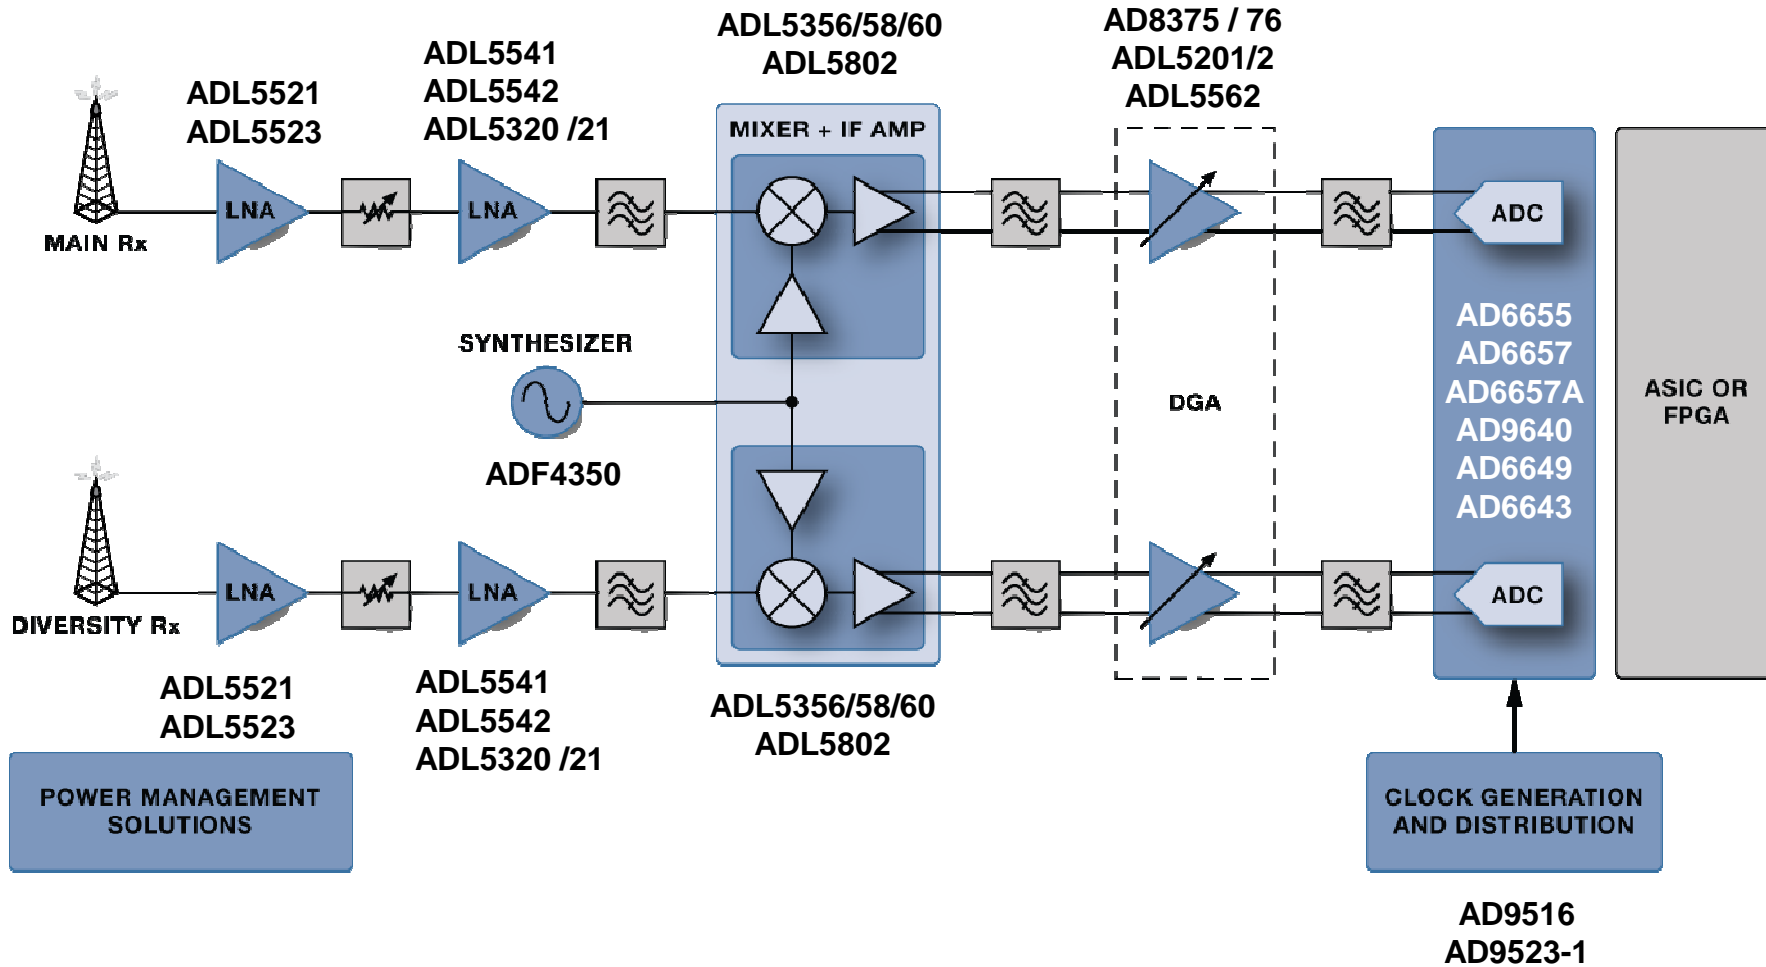 ADL5356/58/60
ADL5802
AD8375 / 76
ADL5201/2
ADL5562
ADL5541
ADL5542
ADL5320 /21
ADL5521
ADL5523
MIXER + IF AMP
LNA
LNA
ADC
MAIN Rx
SYNTHESIZER
ADF4350
DGA
AD6655
AD6657
AD6657A
AD9640
AD6649
AD6643
ASIC OR
FPGA
LNA
LNA
ADC
DIVERSITY Rx
ADL5521
ADL5523
ADL5541
ADL5542
ADL5320 /21
ADL5356/58/60
ADL5802
POWER MANAGEMENT
SOLUTIONS
CLOCK GENERATION
AND DISTRIBUTION
AD9516
AD9523-1